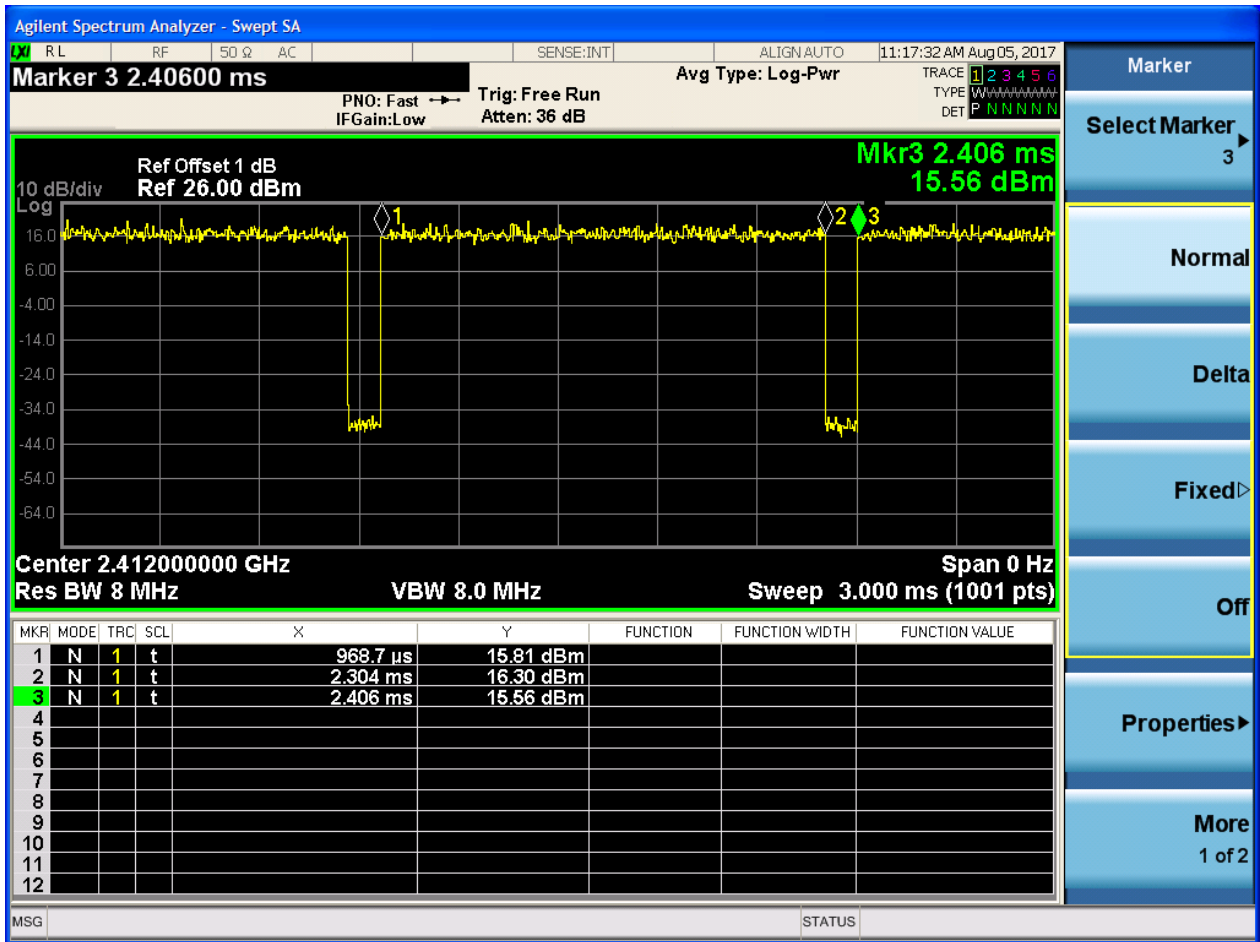 Agilent Spectrum Analyzer - Swept SA
LXI RL RF 50 Ω AC SENSE:INT ALIGN AUTO 11:17:32 AM Aug 05, 2017
Marker 3 2.40600 ms
PNO: Fast
IFGain:Low
Trig: Free Run
Atten: 36 dB
Avg Type: Log-Pwr
TRACE 1 2 3 4 5 6
TYPE W
DET P N N N N N
Ref Offset 1 dB
10 dB/div Ref 26.00 dBm
Log
Mkr3 2.406 ms
15.56 dBm
1 2 3
16.0
6.00
-4.00
-14.0
-24.0
-34.0
-44.0
-54.0
-64.0
Center 2.412000000 GHz Span 0 Hz
Res BW 8 MHz VBW 8.0 MHz Sweep 3.000 ms (1001 pts)
MKR MODE TRC SCL X Y FUNCTION FUNCTION WIDTH FUNCTION VALUE
1 N 1 t 968.7 µs 15.81 dBm
2 N 1 t 2.304 ms 16.30 dBm
3 N 1 t 2.406 ms 15.56 dBm
4
5
6
7
8
9
10
11
12
MSG STATUS
Marker
Select Marker
3
Normal
Delta
Fixed
Off
Properties
More
1 of 2